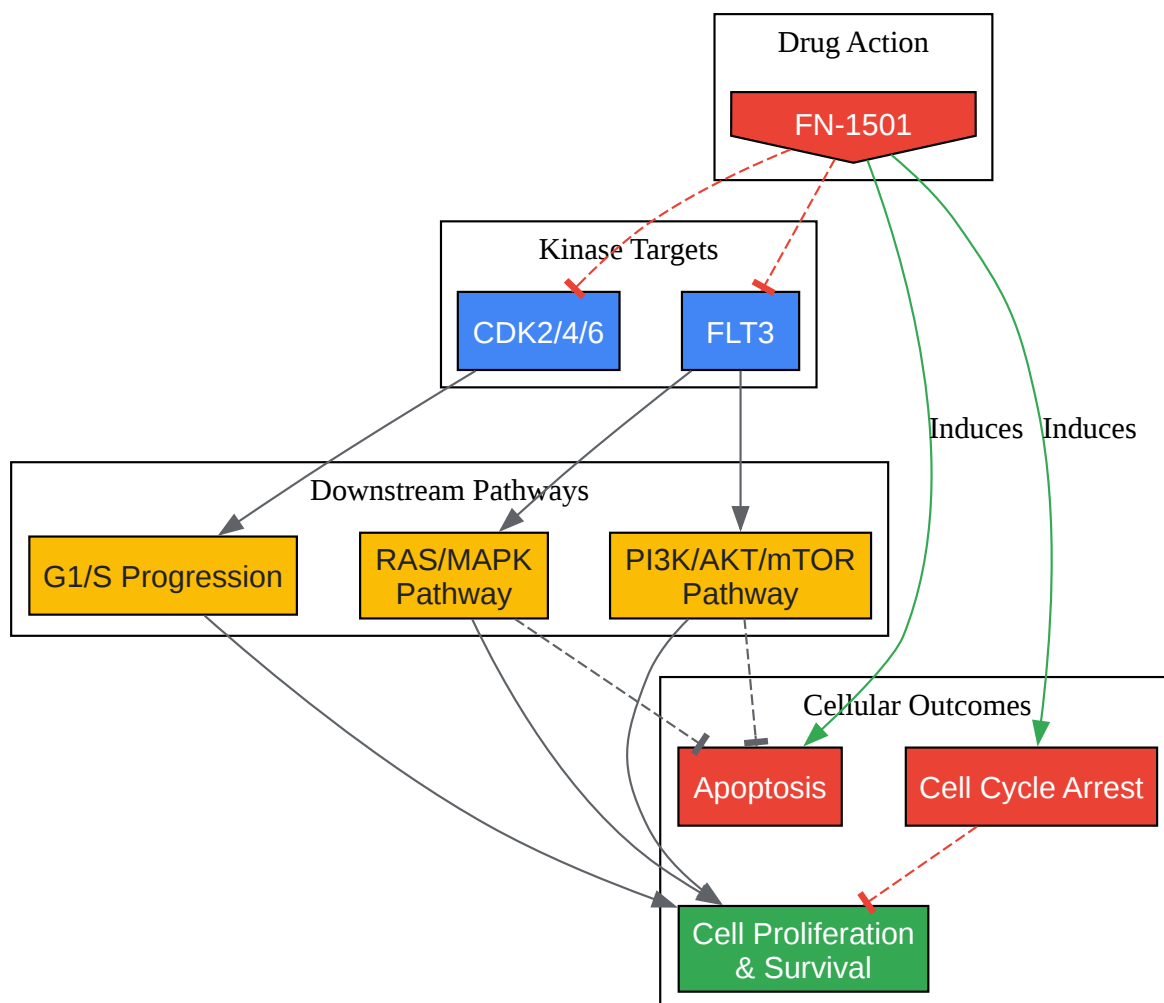 Drug Action
FN-1501
Kinase Targets
CDK2/4/6
FLT3
Induces
Induces
Downstream Pathways
G1/S Progression
RAS/MAPK
Pathway
PI3K/AKT/mTOR
Pathway
Cellular Outcomes
Apoptosis
Cell Cycle Arrest
Cell Proliferation
& Survival